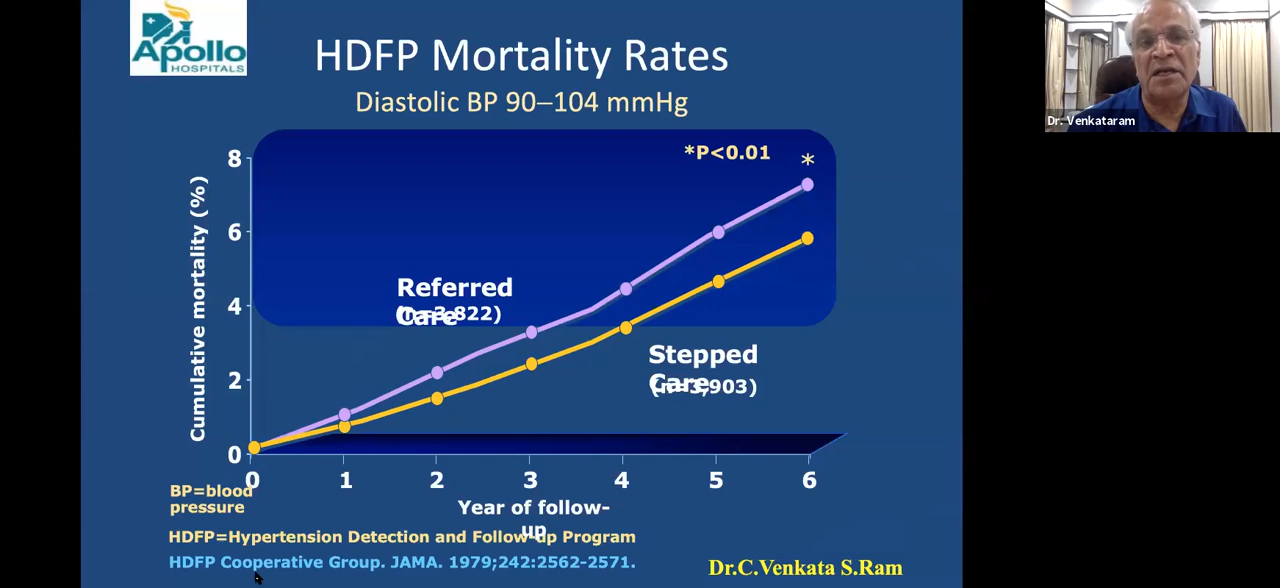 Apollo
HOSPITALS
HDFP Mortality Rates
Diastolic BP 90–104 mmHg
Dr. Venkataram
*P<0.01
*
8
6
4
2
0
Cumulative mortality (%)
Referred
Care
(n=3,822)
Stepped
Care
(n=3,903)
0 1 2 3 4 5 6
Year of follow-
up
BP=blood
pressure
HDFP=Hypertension Detection and Follow-up Program
HDFP Cooperative Group. JAMA. 1979;242:2562-2571.
Dr.C.Venkata S.Ram